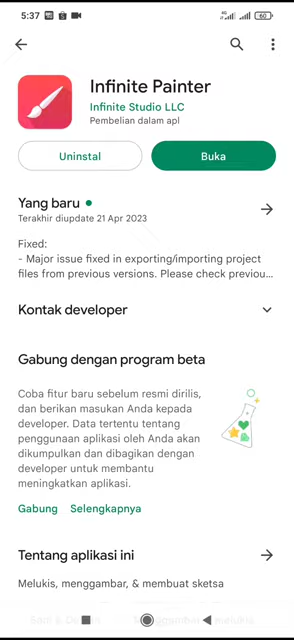 5:37
4G
60
Infinite Painter
Infinite Studio LLC
Pembelian dalam apl
Uninstal
Buka
Yang baru
Terakhir diupdate 21 Apr 2023
Fixed:
- Major issue fixed in exporting/importing project
files from previous versions. Please check previou...
Kontak developer
Gabung dengan program beta
Coba fitur baru sebelum resmi dirilis,
dan berikan masukan Anda kepada
developer. Data tertentu tentang
penggunaan aplikasi oleh Anda akan
dikumpulkan dan dibagikan dengan
developer untuk membantu
meningkatkan aplikasi.
Gabung
Selengkapnya
Tentang aplikasi ini
Melukis, menggambar, & membuat sketsa